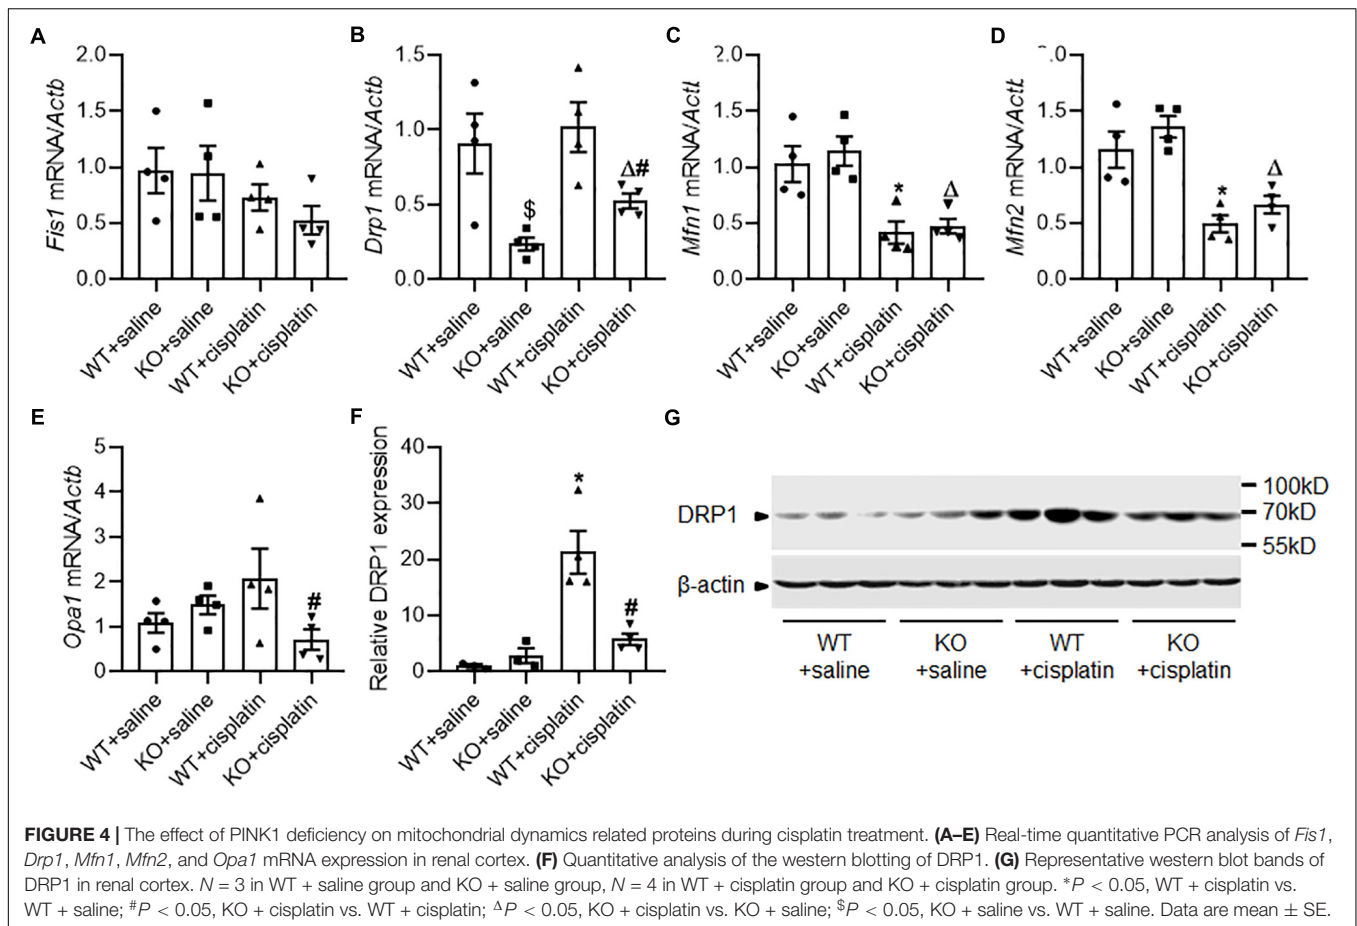 A
B
C
D
2.0
1.5
1.0
0.5
0.0
Fis1 mRNA/Actb
WT+saline
KO+saline
WT+cisplatin
KO+cisplatin
1.5
1.0
0.5
0.0
Drp1 mRNA/Actb
$
Δ#
WT+saline
KO+saline
WT+cisplatin
KO+cisplatin
2.0
1.5
1.0
0.5
0.0
Mfn1 mRNA/Actb
*
Δ
WT+saline
KO+saline
WT+cisplatin
KO+cisplatin
2.0
1.5
1.0
0.5
0.0
Mfn2 mRNA/Actb
*
Δ
WT+saline
KO+saline
WT+cisplatin
KO+cisplatin
E
F
G
5
4
3
2
1
0
Opa1 mRNA/Actb
#
WT+saline
KO+saline
WT+cisplatin
KO+cisplatin
40
30
20
10
0
Relative DRP1 expression
*
#
WT+saline
KO+saline
WT+cisplatin
KO+cisplatin
DRP1
β-actin
100kD
70kD
55kD
WT
+saline
KO
+saline
WT
+cisplatin
KO
+cisplatin
FIGURE 4 | The effect of PINK1 deficiency on mitochondrial dynamics related proteins during cisplatin treatment. (A–E) Real-time quantitative PCR analysis of Fis1,
Drp1, Mfn1, Mfn2, and Opa1 mRNA expression in renal cortex. (F) Quantitative analysis of the western blotting of DRP1. (G) Representative western blot bands of
DRP1 in renal cortex. N = 3 in WT + saline group and KO + saline group, N = 4 in WT + cisplatin group and KO + cisplatin group. *P < 0.05, WT + cisplatin vs.
WT + saline; #P < 0.05, KO + cisplatin vs. WT + cisplatin; ΔP < 0.05, KO + cisplatin vs. KO + saline; $P < 0.05, KO + saline vs. WT + saline. Data are mean ± SE.